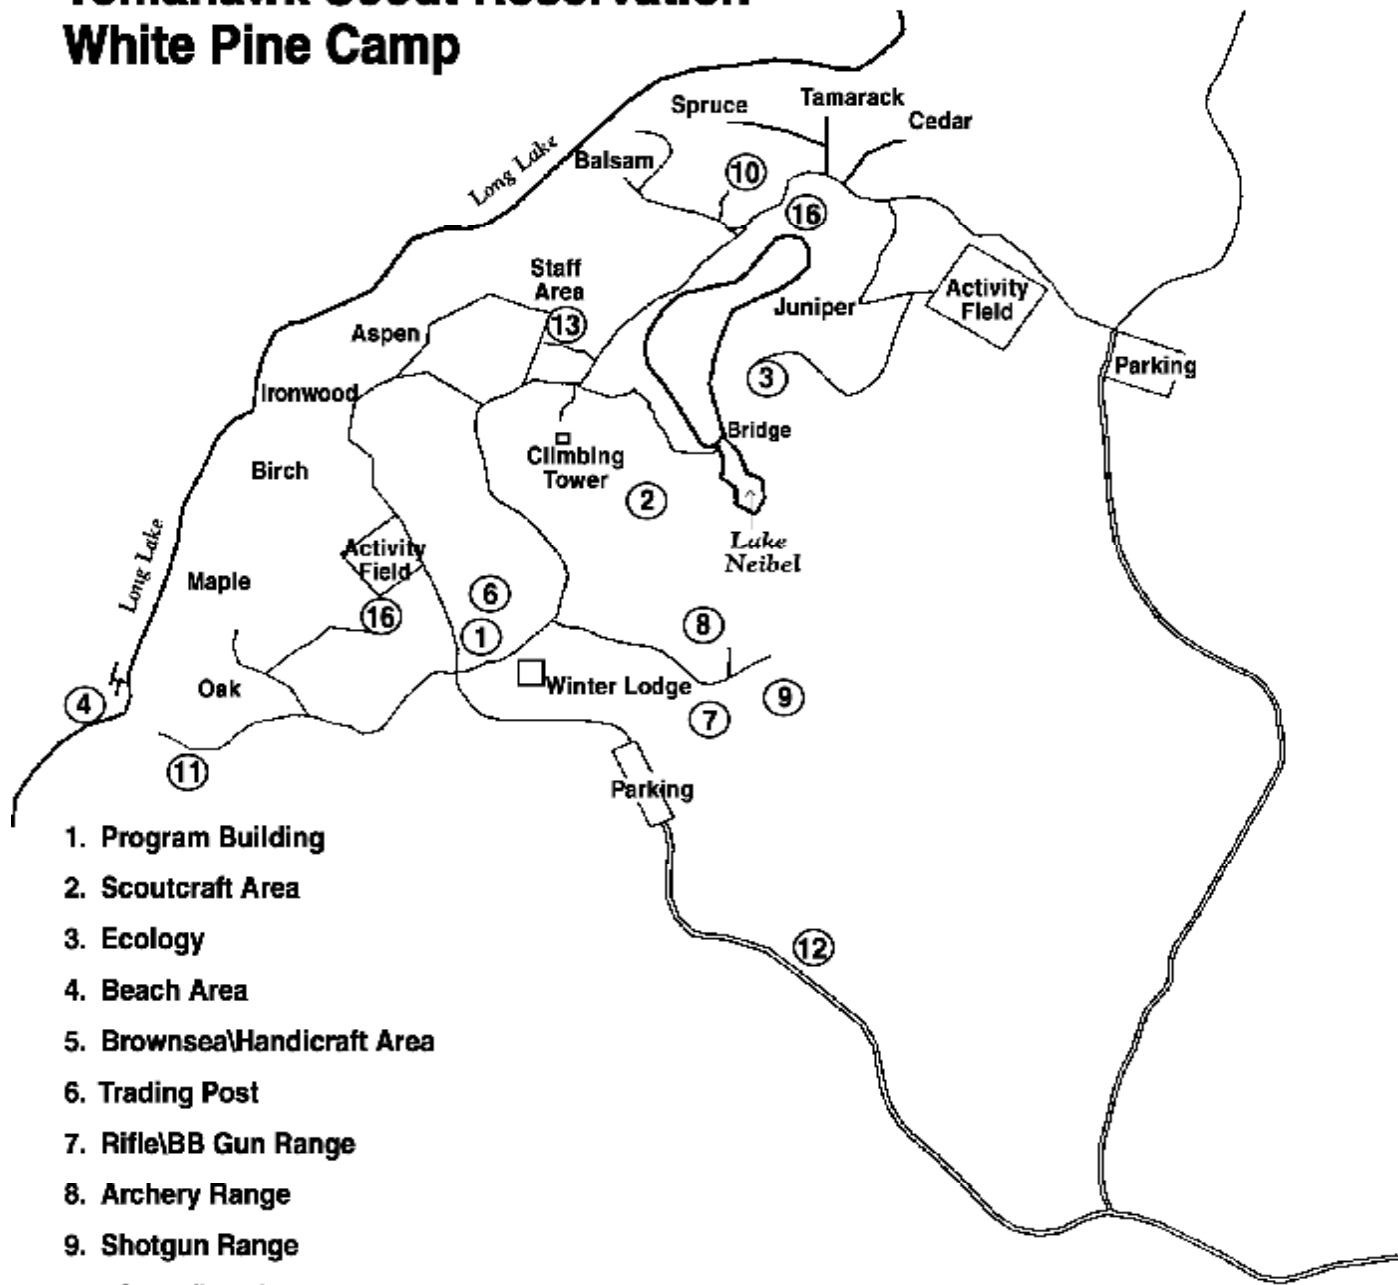 Tomahawk Scout Reservation
White Pine Camp
Spruce
Tamarack
Cedar
Long Lake
Balsam
10
16
Staff
Area
13
Aspen
Juniper
Activity
Field
Parking
3
Ironwood
Bridge
Birch
Climbing
Tower
2
Long Lake
Lake
Neibel
Activity
Field
Maple
6
16
1
8
Oak
Winter Lodge
9
4
7
11
Parking
12
1. Program Building
2. Scoutcraft Area
3. Ecology
4. Beach Area
5. Brownsea\Handicraft Area
6. Trading Post
7. Rifle\BB Gun Range
8. Archery Range
9. Shotgun Range